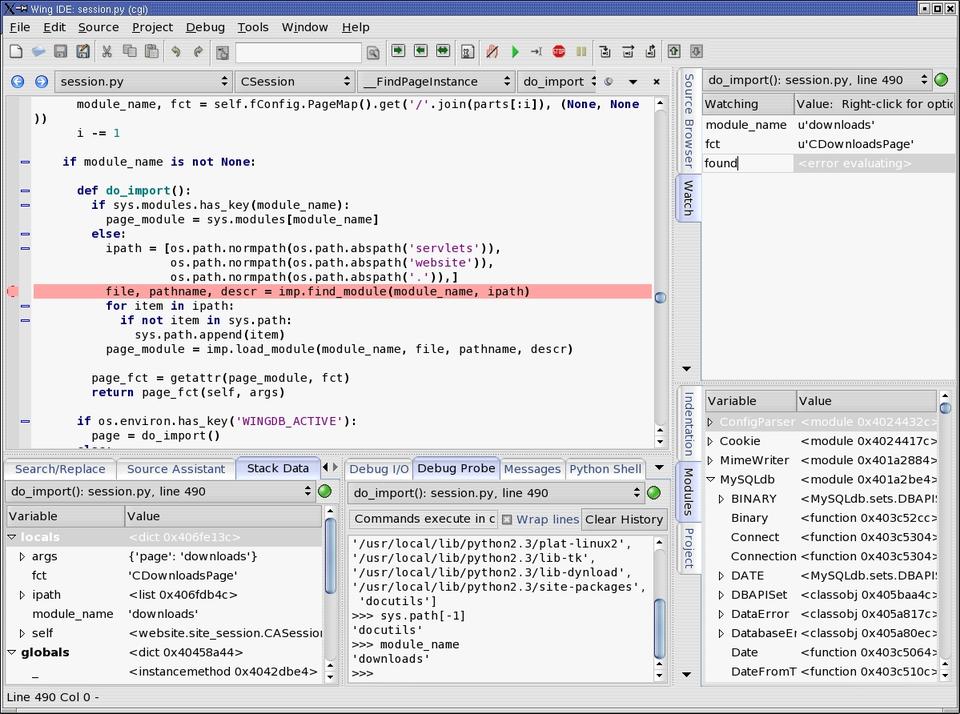 Wing IDE: session.py (cgi)
File Edit Source Project Debug Tools Window Help
session.py CSession __FindPageInstance do_import
module_name, fct = self.fConfig.PageMap().get('/'.join(parts[:i]), (None, None
))
i -= 1
if module_name is not None:
def do_import():
if sys.modules.has_key(module_name):
page_module = sys.modules[module_name]
else:
ipath = [os.path.normpath(os.path.abspath('servlets')),
os.path.normpath(os.path.abspath('website')),
os.path.normpath(os.path.abspath('.')),]
file, pathname, descr = imp.find_module(module_name, ipath)
for item in ipath:
if not item in sys.path:
sys.path.append(item)
page_module = imp.load_module(module_name, file, pathname, descr)
page_fct = getattr(page_module, fct)
return page_fct(self, args)
if os.environ.has_key('WINGDB_ACTIVE'):
page = do_import()
Source Browser
Watch
do_import(): session.py, line 490
Watching Value: Right-click for optic
module_name u'downloads'
fct u'CDownloadsPage'
found <error evaluating>
Indentation
Modules
Project
Variable Value
ConfigParser <module 0x4024432c>
Cookie <module 0x4024417c>
MimeWriter <module 0x401a2884>
MySQLdb <module 0x401a2be4>
BINARY <MySQLdb.sets.DBAPIS
Binary <function 0x403c52cc>
Connect <function 0x403c5304>
Connection <function 0x403c5304>
DATE <MySQLdb.sets.DBAPIS
DBAPISet <classobj 0x405baa4c>
DataError <classobj 0x405a817c>
DatabaseEr <classobj 0x405a80ec>
Date <function 0x403c5064>
DateFromT <function 0x403c510c>
Search/Replace Source Assistant Stack Data
do_import(): session.py, line 490
Variable Value
locals <dict 0x406fe13c>
args {'page': 'downloads'}
fct 'CDownloadsPage'
ipath <list 0x406fdb4c>
module_name 'downloads'
self <website.site_session.CASession
globals <dict 0x40458a44>
_ <instancemethod 0x4042dbe4>
Debug I/O Debug Probe Messages Python Shell
do_import(): session.py, line 490
Commands execute in c Wrap lines Clear History
'/usr/local/lib/python2.3/plat-linux2',
'/usr/local/lib/python2.3/lib-tk',
'/usr/local/lib/python2.3/lib-dynload',
'/usr/local/lib/python2.3/site-packages',
'docutils']
>>> sys.path[-1]
'docutils'
>>> module_name
'downloads'
>>>
Line 490 Col 0 -